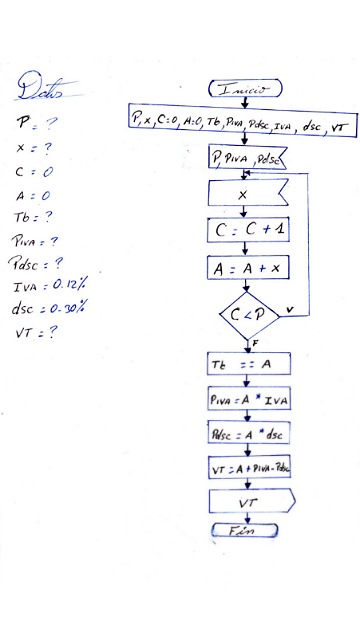 Datos
P = ?
x = ?
C = 0
A = 0
Tb = ?
PIVA = ?
Pdsc = ?
IVA = 0.12%
dsc = 0.30%
VT = ?
Inicio
P, x, C=0, A=0, Tb, PIVA, Pdsc, IVA, dsc, VT
P, PIVA, Pdsc
x
C = C + 1
A = A + x
C < P
V
F
Tb == A
PIVA = A * IVA
Pdsc = A * dsc
VT = A + PIVA - Pdsc
VT
Fin